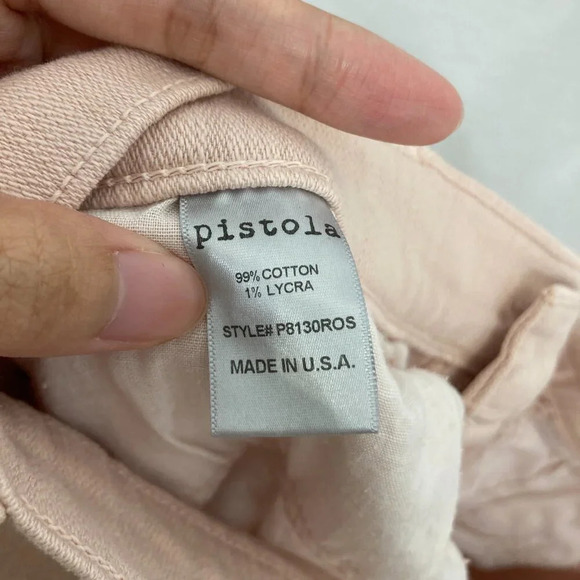 pistola
99% COTTON
1% LYCRA
STYLE# P8130ROS
MADE IN U.S.A.